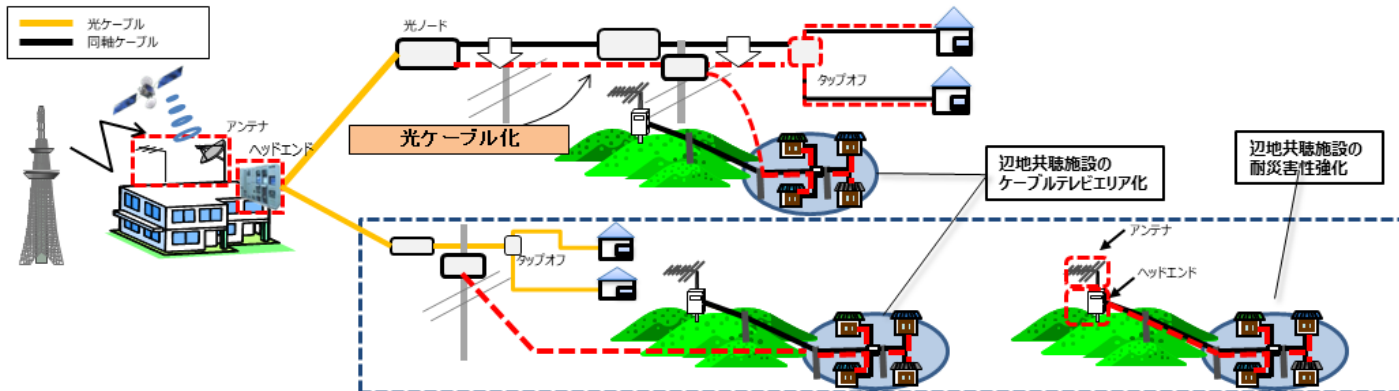 光ケーブル
同軸ケーブル
光ノード
タップオフ
アンテナ
ヘッドエンド
光ケーブル化
辺地共聴施設の
ケーブルテレビエリア化
辺地共聴施設の
耐災害性強化
タップオフ
アンテナ
ヘッドエンド